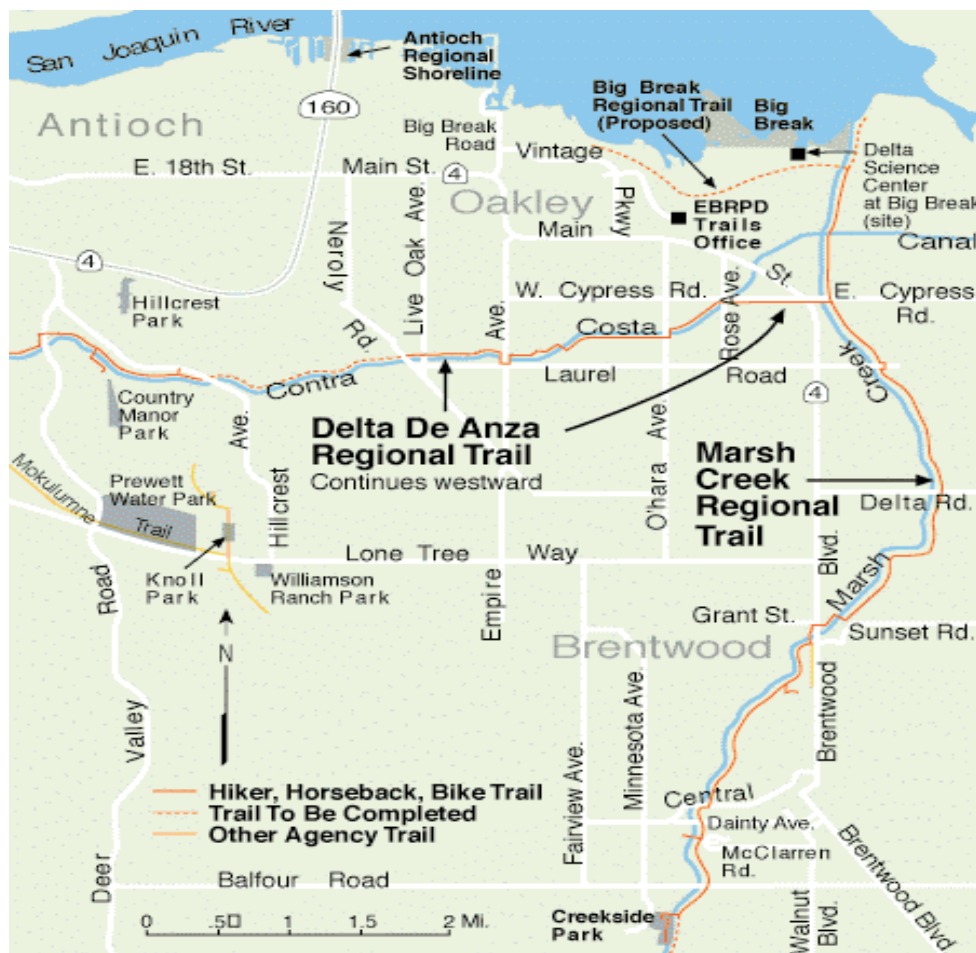 San Joaquin River
Antioch
Regional
Shoreline
160
Big Break
Regional Trail
(Proposed)
Big
Break
Antioch
Big Break
Road
Vintage
Pkwy
Delta
Science
Center
at Big Break
(site)
E. 18th St.
Main St.
4
Oakley
EBRPD
Trails
Office
Canal
Main St.
Neroly Rd.
Live Oak Ave.
4
Hillcrest
Park
W. Cypress Rd.
E. Cypress
Rd.
Rose Ave.
Contra Costa
Laurel Road
4
Creek
Country
Manor
Park
Delta De Anza
Regional Trail
Continues westward
Marsh
Creek
Regional
Trail
Ave.
Hillcrest
Ave.
Empire
O'hara Ave.
Delta Rd.
Mokulumne
Trail
Prewett
Water Park
Lone Tree Way
Blvd.
Marsh
Knoll
Park
Williamson
Ranch Park
Grant St.
Sunset Rd.
Brentwood
Brentwood
N
Road
Valley
Deer
Fairview Ave.
Minnesota Ave.
Hiker, Horseback, Bike Trail
Trail To Be Completed
Other Agency Trail
Central
Dainty Ave.
McClarren
Rd.
Brentwood Blvd
Balfour Road
0 .5 1 1.5 2 Mi.
Creekside
Park
Walnut
Blvd.